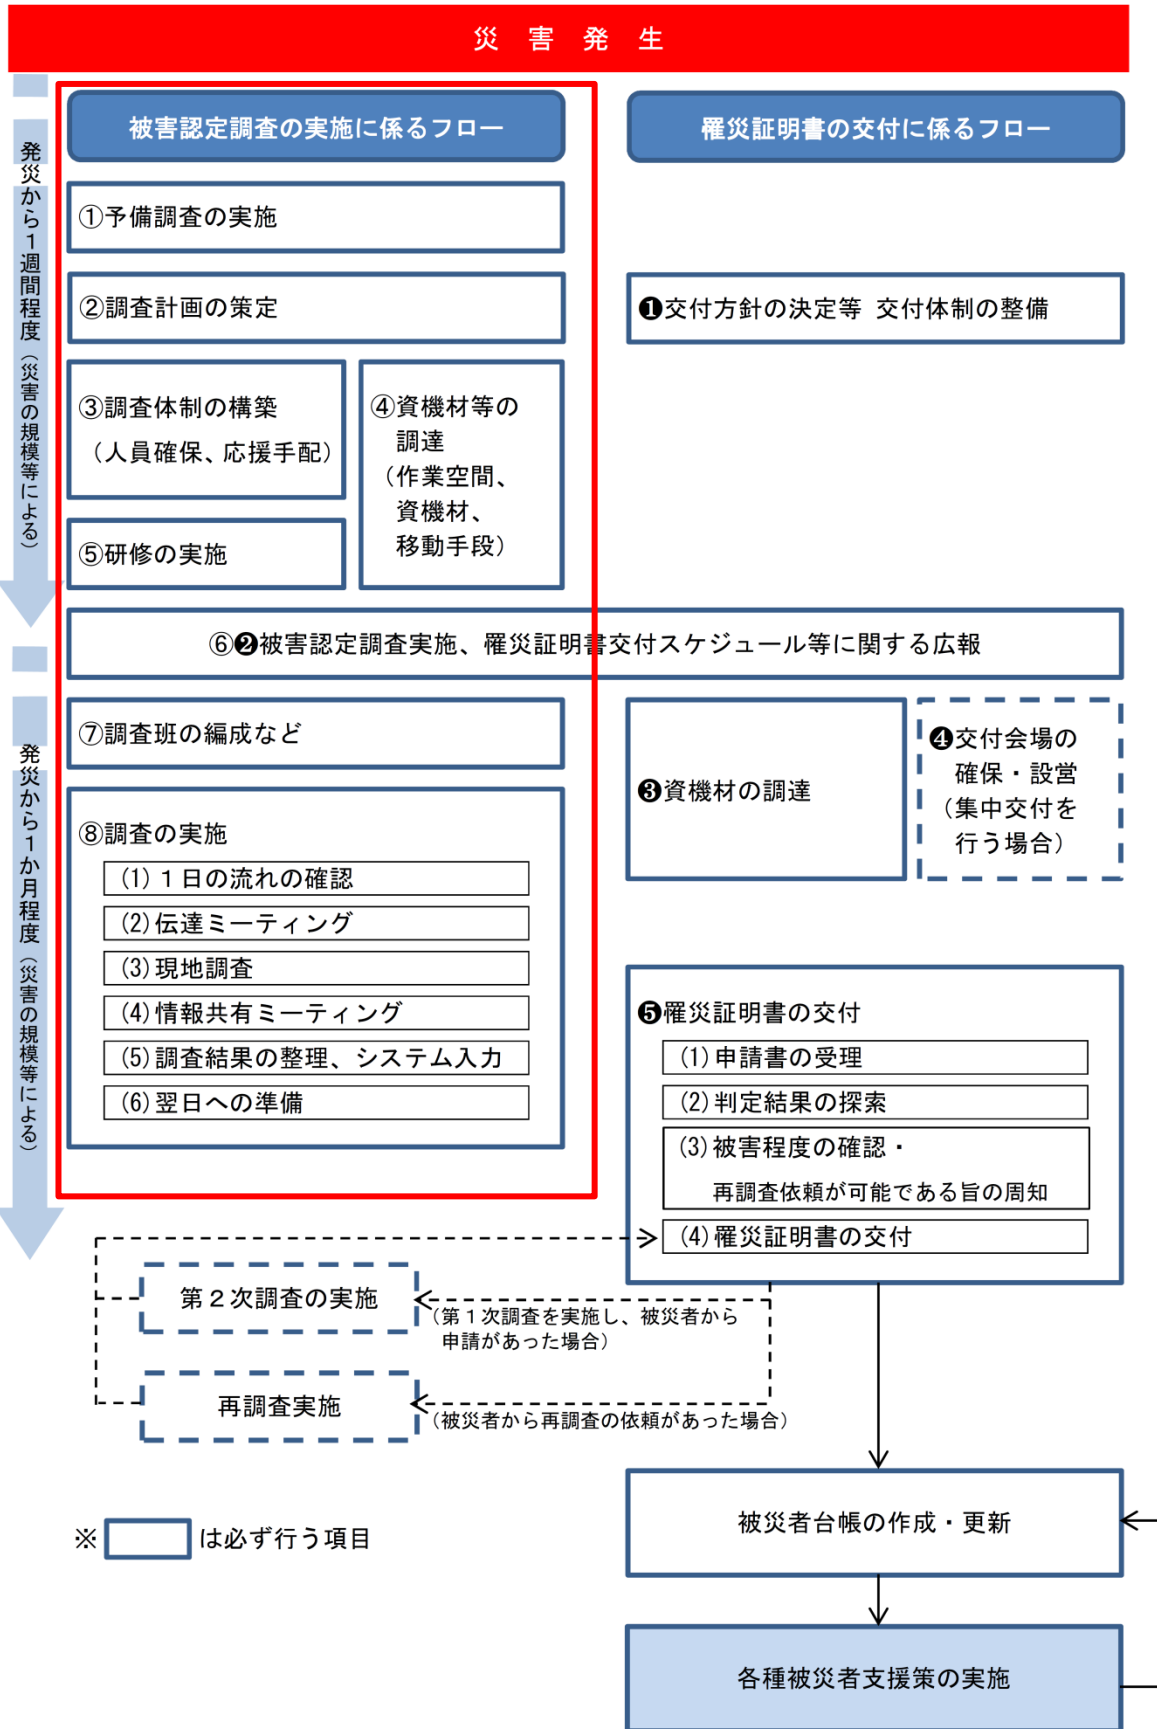 災害発生
発災から１週間程度（災害の規模等による）
被害認定調査の実施に係るフロー
罹災証明書の交付に係るフロー
①予備調査の実施
②調査計画の策定
❶交付方針の決定等 交付体制の整備
③調査体制の構築
（人員確保、応援手配）
④資機材等の
調達
（作業空間、
資機材、
移動手段）
⑤研修の実施
⑥❷被害認定調査実施、罹災証明書交付スケジュール等に関する広報
発災から１か月程度（災害の規模等による）
⑦調査班の編成など
❸資機材の調達
❹交付会場の
確保・設営
（集中交付を
行う場合）
⑧調査の実施
(1)１日の流れの確認
(2)伝達ミーティング
(3)現地調査
(4)情報共有ミーティング
(5)調査結果の整理、システム入力
(6)翌日への準備
❺罹災証明書の交付
(1)申請書の受理
(2)判定結果の探索
(3)被害程度の確認・
再調査依頼が可能である旨の周知
(4)罹災証明書の交付
第２次調査の実施
（第１次調査を実施し、被災者から
申請があった場合）
再調査実施
（被災者から再調査の依頼があった場合）
被災者台帳の作成・更新
※　　は必ず行う項目
各種被災者支援策の実施